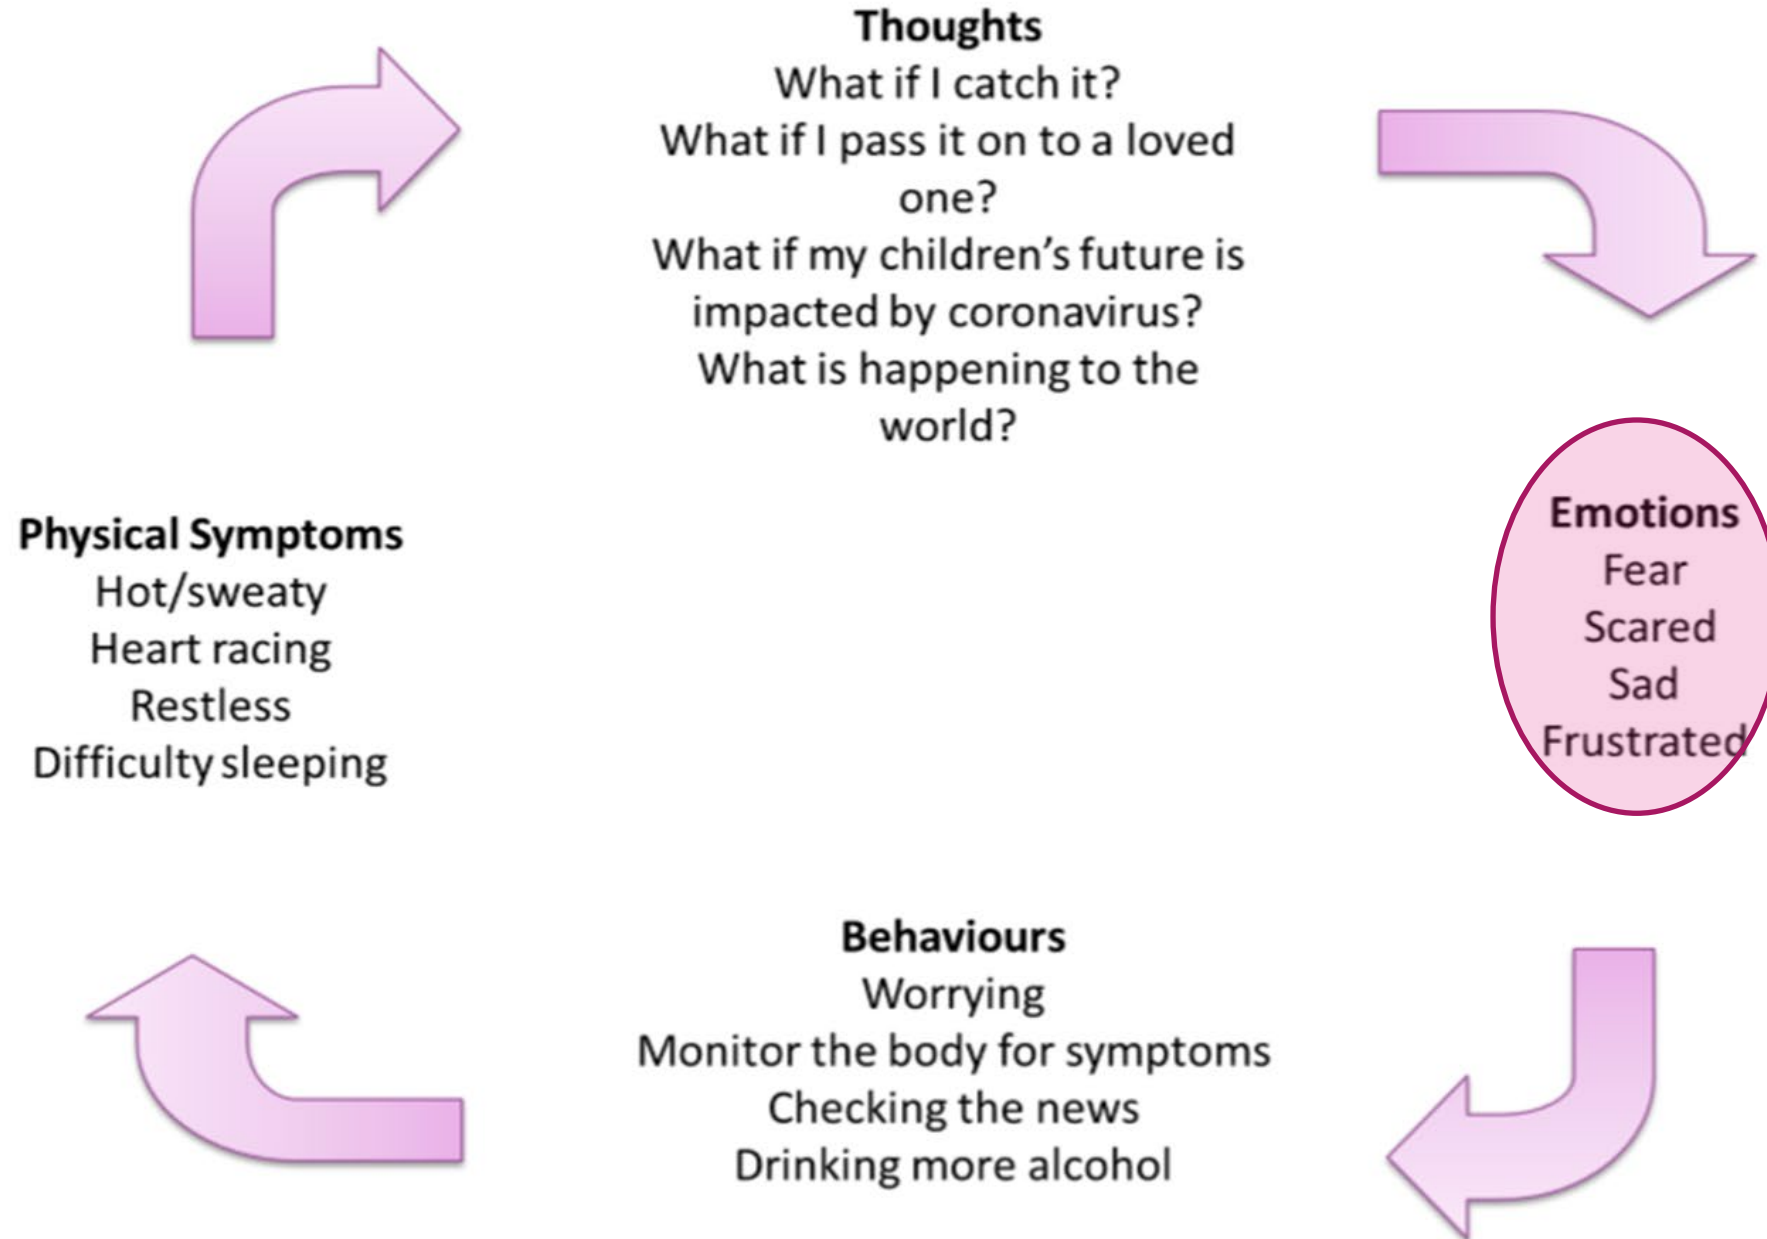 Thoughts
What if I catch it?
What if I pass it on to a loved
one?
What if my children’s future is
impacted by coronavirus?
What is happening to the
world?
Physical Symptoms
Hot/sweaty
Heart racing
Restless
Difficulty sleeping
Emotions
Fear
Scared
Sad
Frustrated
Behaviours
Worrying
Monitor the body for symptoms
Checking the news
Drinking more alcohol